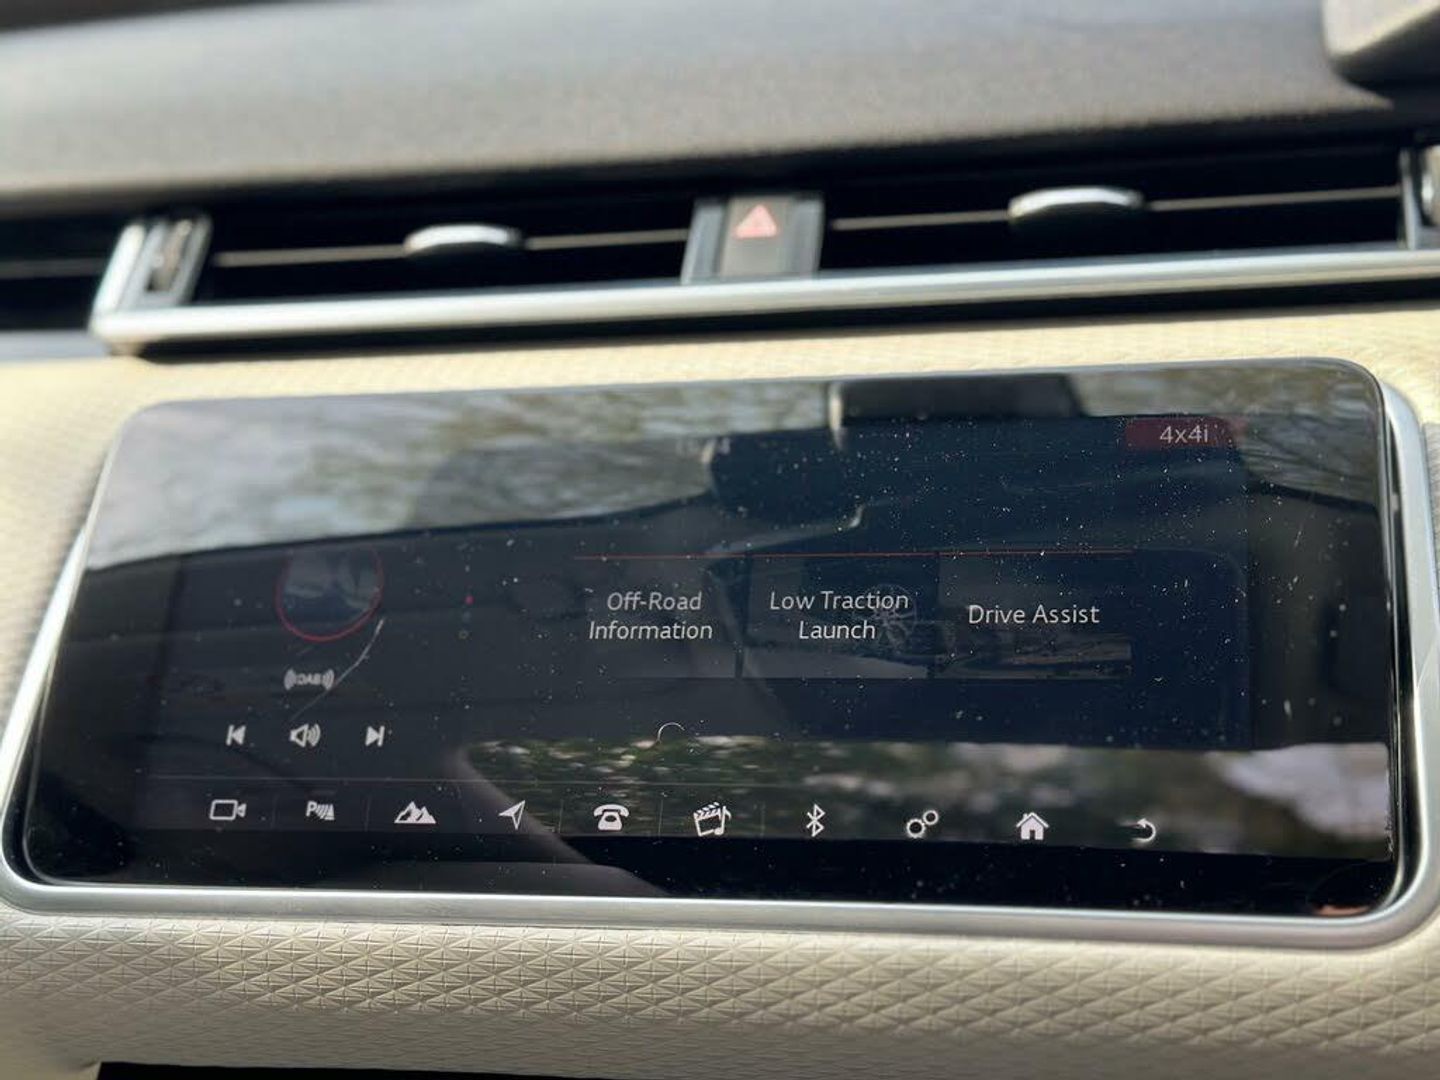 4x4i
Off-Road
Information
Low Traction
Launch
Drive Assist
DAB
P